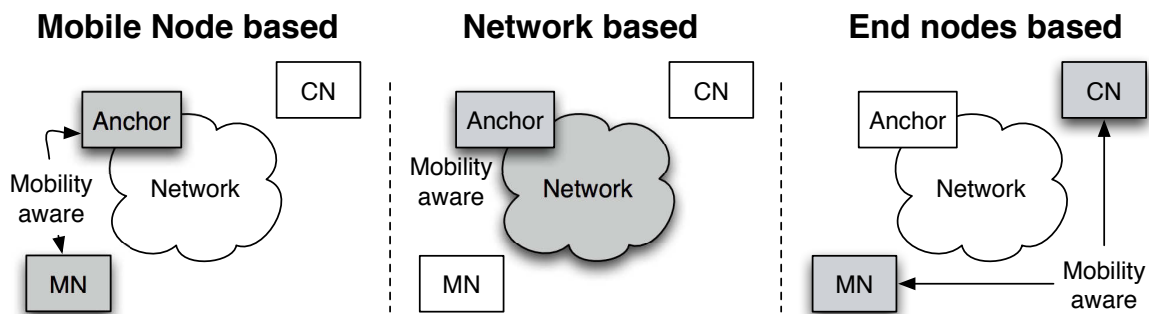 Mobile Node based
CN
Anchor
Network
Mobility
aware
MN
Network based
CN
Anchor
Mobility
aware
Network
MN
End nodes based
CN
Anchor
Network
MN
Mobility
aware